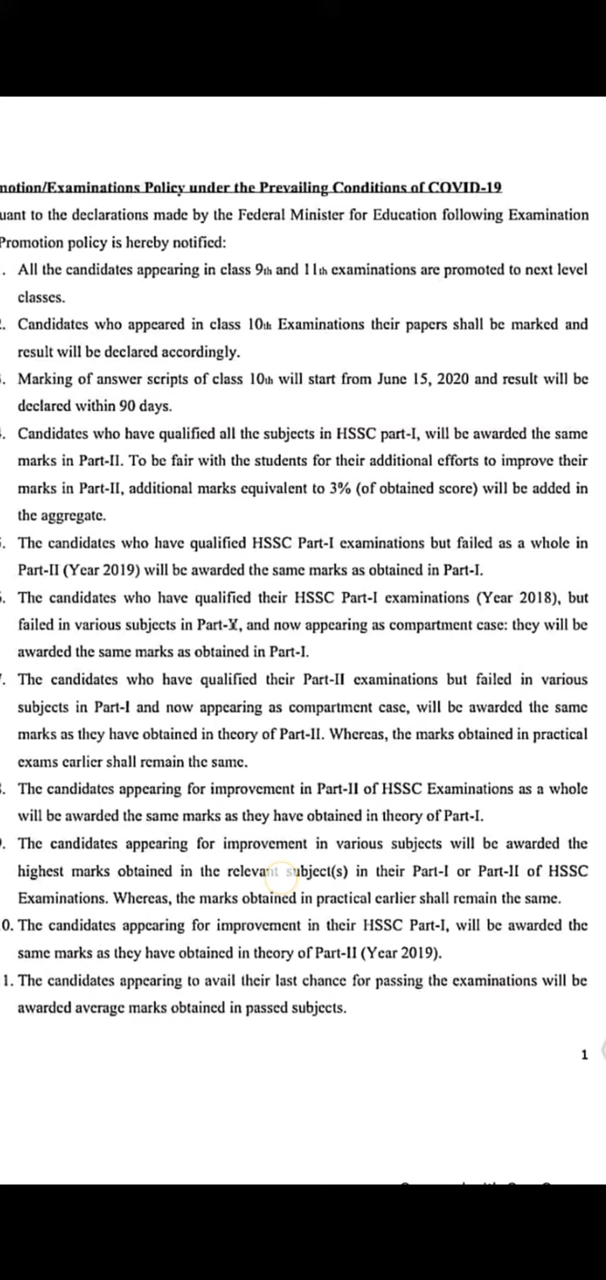 notion/Examinations Policy under the Prevailing Conditions of COVID-19
uant to the declarations made by the Federal Minister for Education following Examination
Promotion policy is hereby notified:
. All the candidates appearing in class 9th and 11th examinations are promoted to next level
classes.
. Candidates who appeared in class 10th Examinations their papers shall be marked and
result will be declared accordingly.
. Marking of answer scripts of class 10th will start from June 15, 2020 and result will be
declared within 90 days.
. Candidates who have qualified all the subjects in HSSC part-I, will be awarded the same
marks in Part-II. To be fair with the students for their additional efforts to improve their
marks in Part-II, additional marks equivalent to 3% (of obtained score) will be added in
the aggregate.
. The candidates who have qualified HSSC Part-I examinations but failed as a whole in
Part-II (Year 2019) will be awarded the same marks as obtained in Part-I.
. The candidates who have qualified their HSSC Part-I examinations (Year 2018), but
failed in various subjects in , and now appearing as compartment case: they will be
awarded the same marks as obtained in Part-I.
. The candidates who have qualified their Part-II examinations but failed in various
subjects in Part-I and now appearing as compartment case, will be awarded the same
marks as they have obtained in theory of Part-II. Whereas, the marks obtained in practical
exams earlier shall remain the same.
. The candidates appearing for improvement in Part-II of HSSC Examinations as a whole
will be awarded the same marks as they have obtained in theory of Part-I.
. The candidates appearing for improvement in various subjects will be awarded the
highest marks obtained in the relevant subject(s) in their Part-I or Part-II of HSSC
Examinations. Whereas, the marks obtained in practical earlier shall remain the same.
0. The candidates appearing for improvement in their HSSC Part-I, will be awarded the
same marks as they have obtained in theory of Part-II (Year 2019).
1. The candidates appearing to avail their last chance for passing the examinations will be
awarded average marks obtained in passed subjects.
1